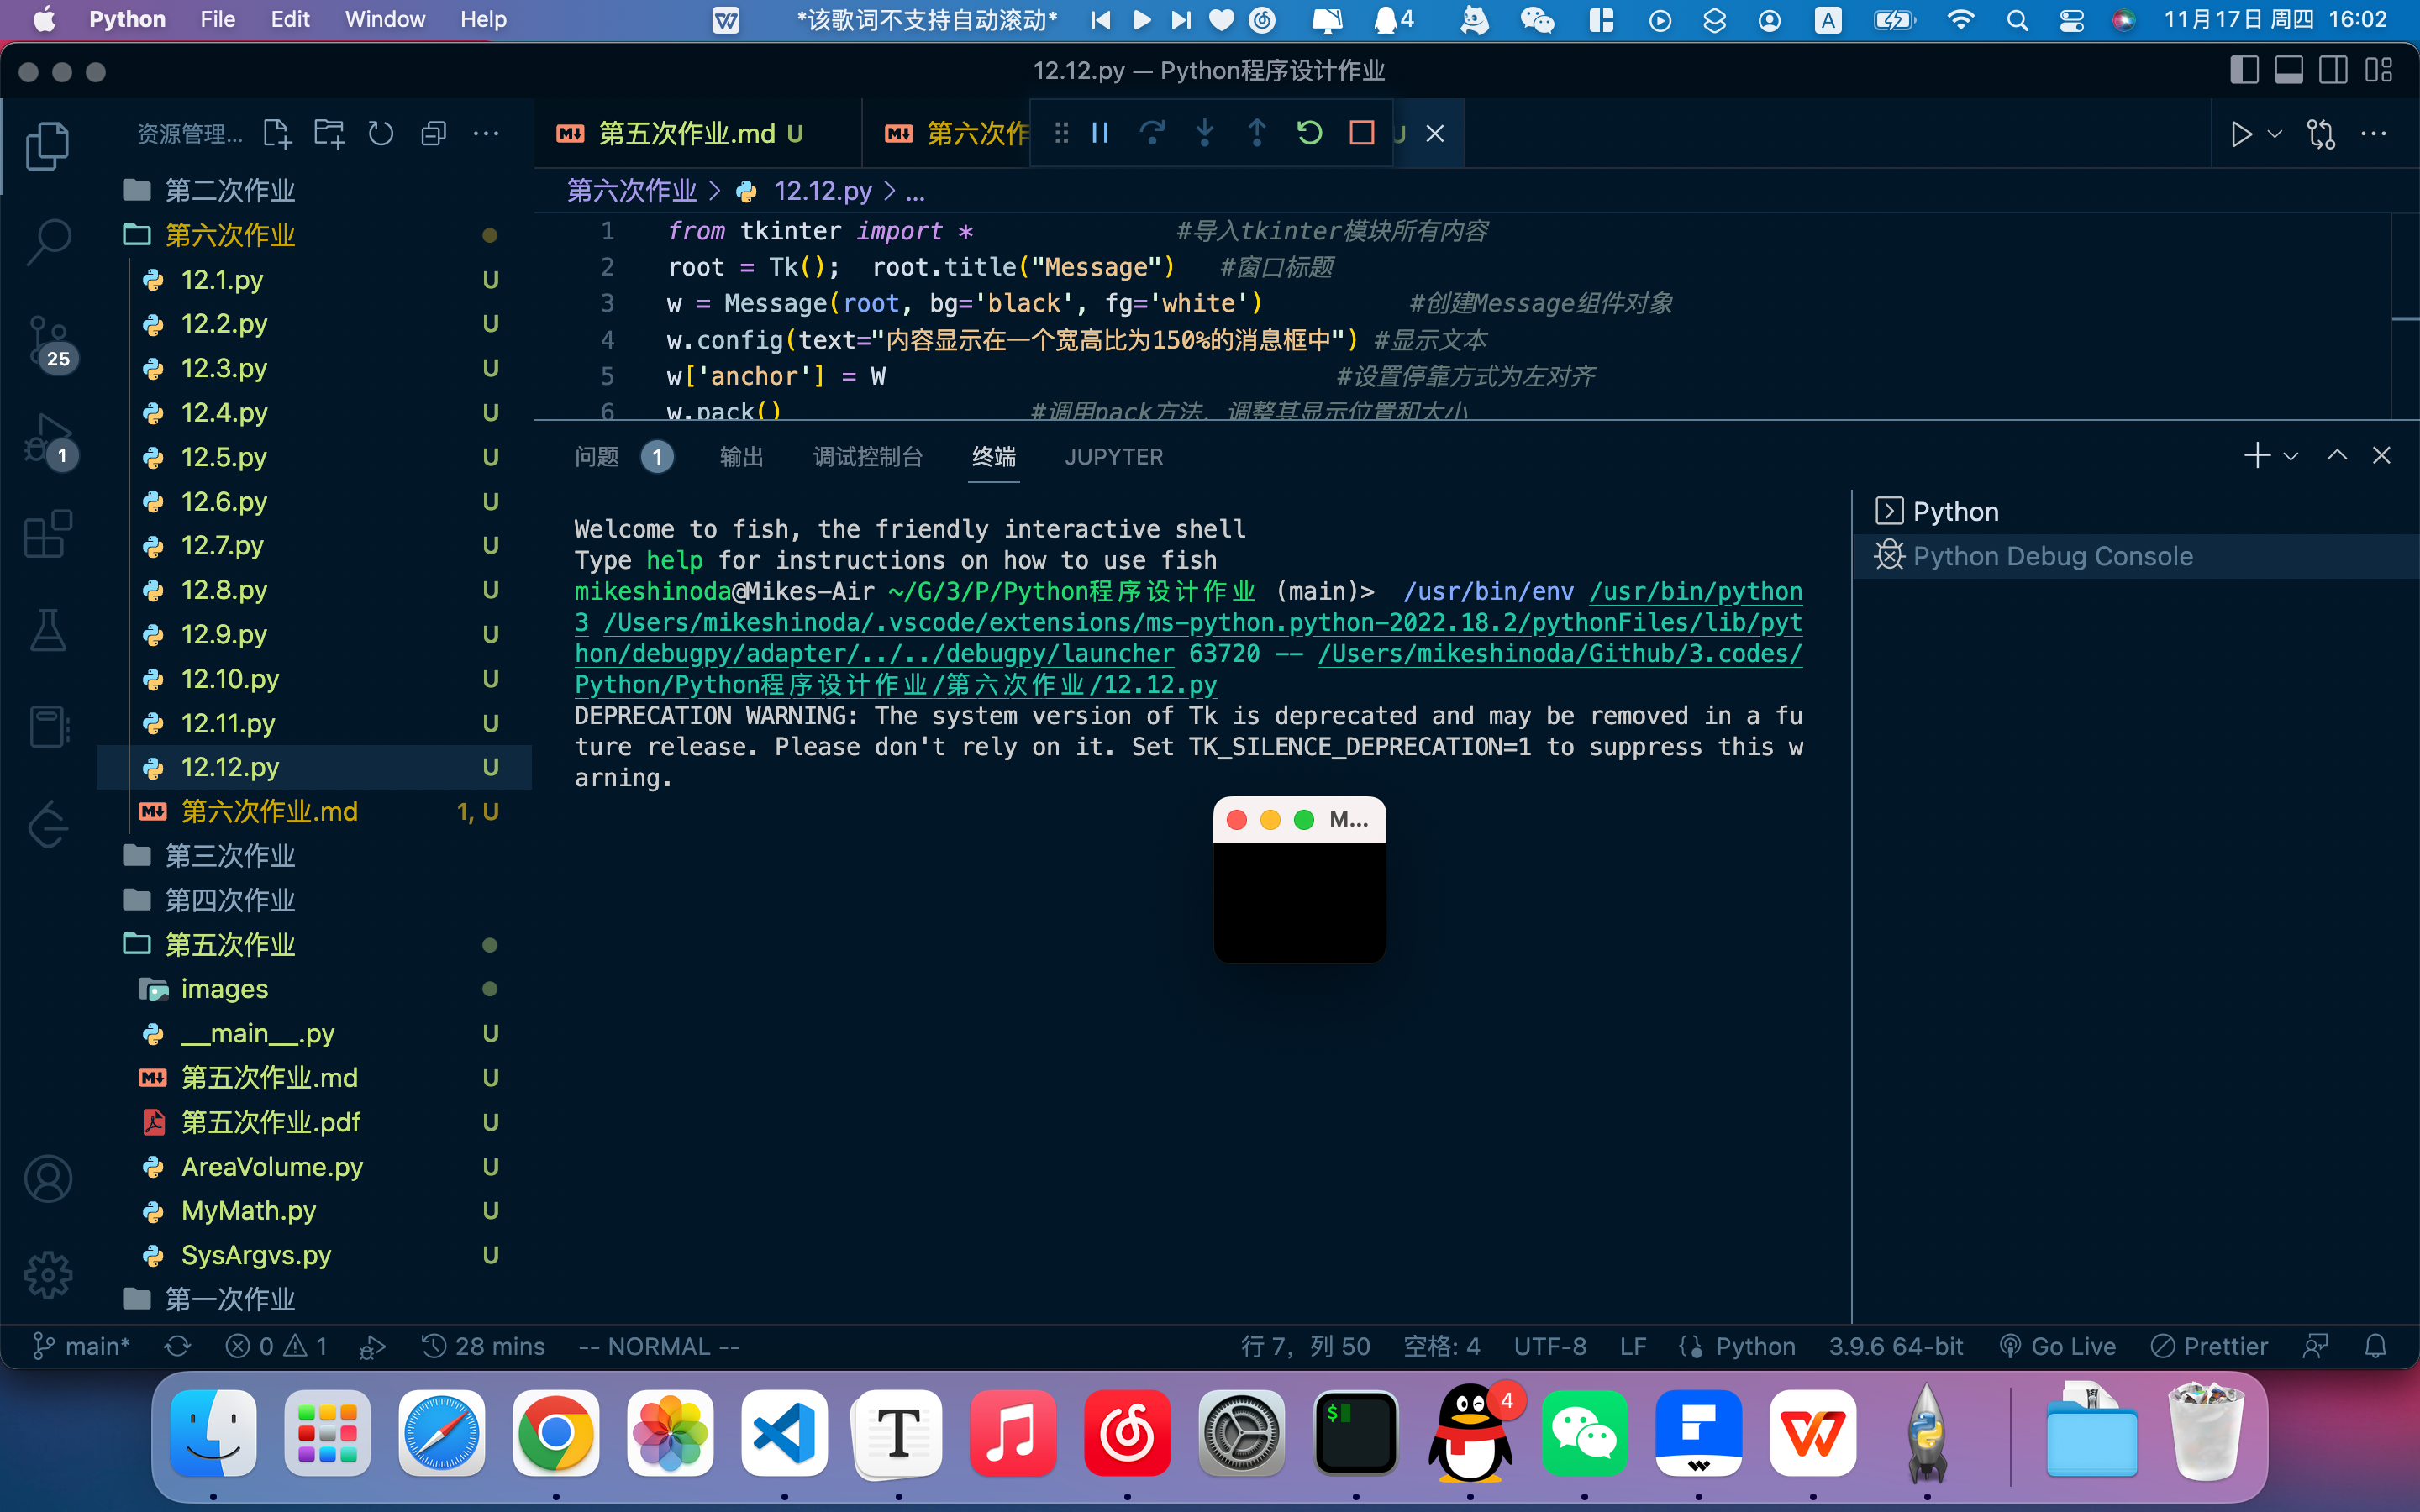 Python File Edit Window Help *该歌词不支持自动滚动* 4 A 11月17日 周四 16:02
12.12.py — Python程序设计作业
资源管理...
第五次作业.md U
第六次作 U
第六次作业 > 12.12.py > ...
1 from tkinter import * #导入tkinter模块所有内容
2 root = Tk(); root.title("Message") #窗口标题
3 w = Message(root, bg='black', fg='white') #创建Message组件对象
4 w.config(text="内容显示在一个宽高比为150%的消息框中") #显示文本
5 w['anchor'] = W #设置停靠方式为左对齐
6 w.pack() #调用pack方法，调整其显示位置和大小
第二次作业
第六次作业
12.1.py U
12.2.py U
12.3.py U
12.4.py U
12.5.py U
12.6.py U
12.7.py U
12.8.py U
12.9.py U
12.10.py U
12.11.py U
12.12.py U
第六次作业.md 1, U
第三次作业
第四次作业
第五次作业
images
__main__.py U
第五次作业.md U
第五次作业.pdf U
AreaVolume.py U
MyMath.py U
SysArgvs.py U
第一次作业
25
1
问题 1 输出 调试控制台 终端 JUPYTER
Welcome to fish, the friendly interactive shell
Type help for instructions on how to use fish
mikeshinoda@Mikes-Air ~/G/3/P/Python程序设计作业 (main)> /usr/bin/env /usr/bin/python
3 /Users/mikeshinoda/.vscode/extensions/ms-python.python-2022.18.2/pythonFiles/lib/pyt
hon/debugpy/adapter/../../debugpy/launcher 63720 -- /Users/mikeshinoda/Github/3.codes/
Python/Python程序设计作业/第六次作业/12.12.py
DEPRECATION WARNING: The system version of Tk is deprecated and may be removed in a fu
ture release. Please don't rely on it. Set TK_SILENCE_DEPRECATION=1 to suppress this w
arning.
Python
Python Debug Console
M...
main* 0 1 28 mins -- NORMAL -- 行 7，列 50 空格: 4 UTF-8 LF Python 3.9.6 64-bit Go Live Prettier
T
$
4